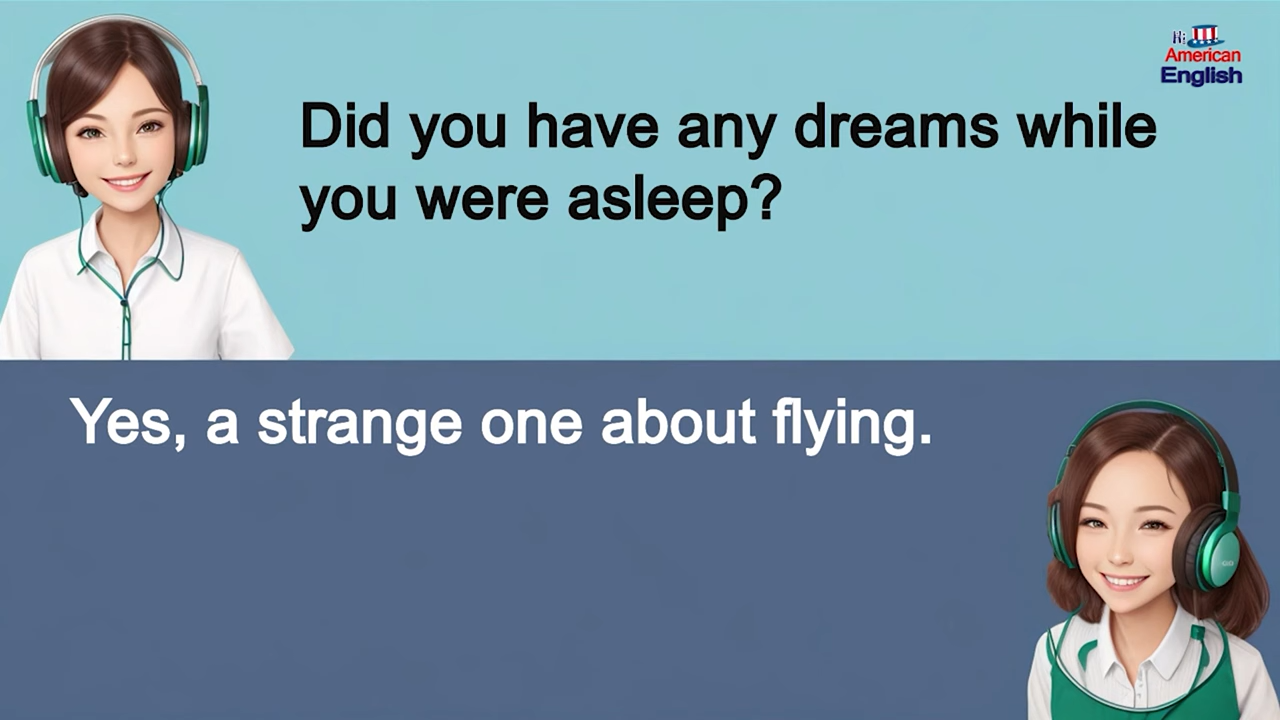 Hi
American
English
Did you have any dreams while
you were asleep?
Yes, a strange one about flying.